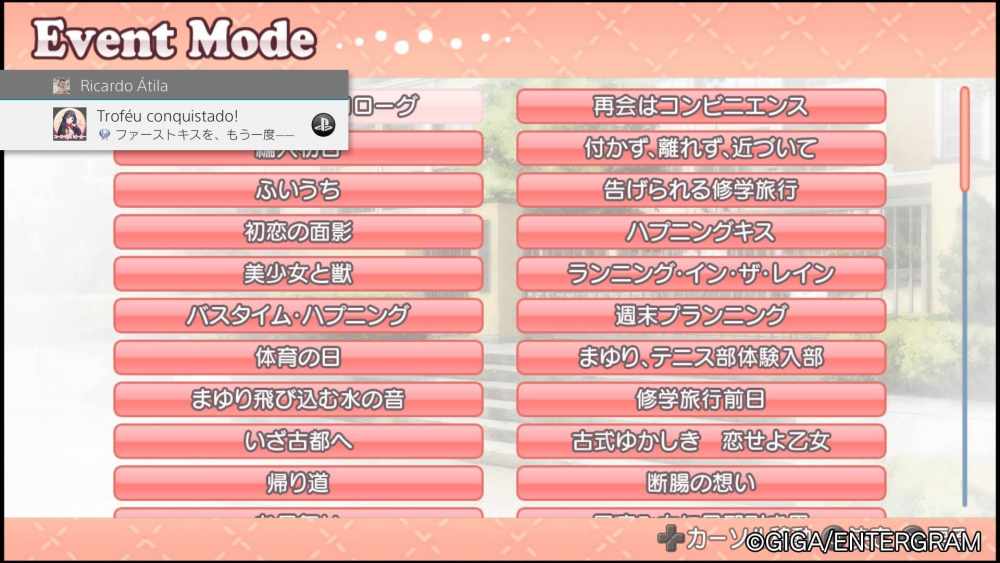 Event Mode
Ricardo Átila
Troféu conquistado!
ファーストキスを、もう一度――
ローグ
再会はコンビニエンス
付かず、離れず、近づいて
ふいうち
告げられる修学旅行
初恋の面影
ハプニングキス
美少女と獣
ランニング・イン・ザ・レイン
バスタイム・ハプニング
週末プランニング
体育の日
まゆり、テニス部体験入部
まゆり飛び込む水の音
修学旅行前日
いざ古都へ
古式ゆかしき　恋せよ乙女
帰り道
断腸の想い
カーソル移動
©GIGA/ENTERGRAM